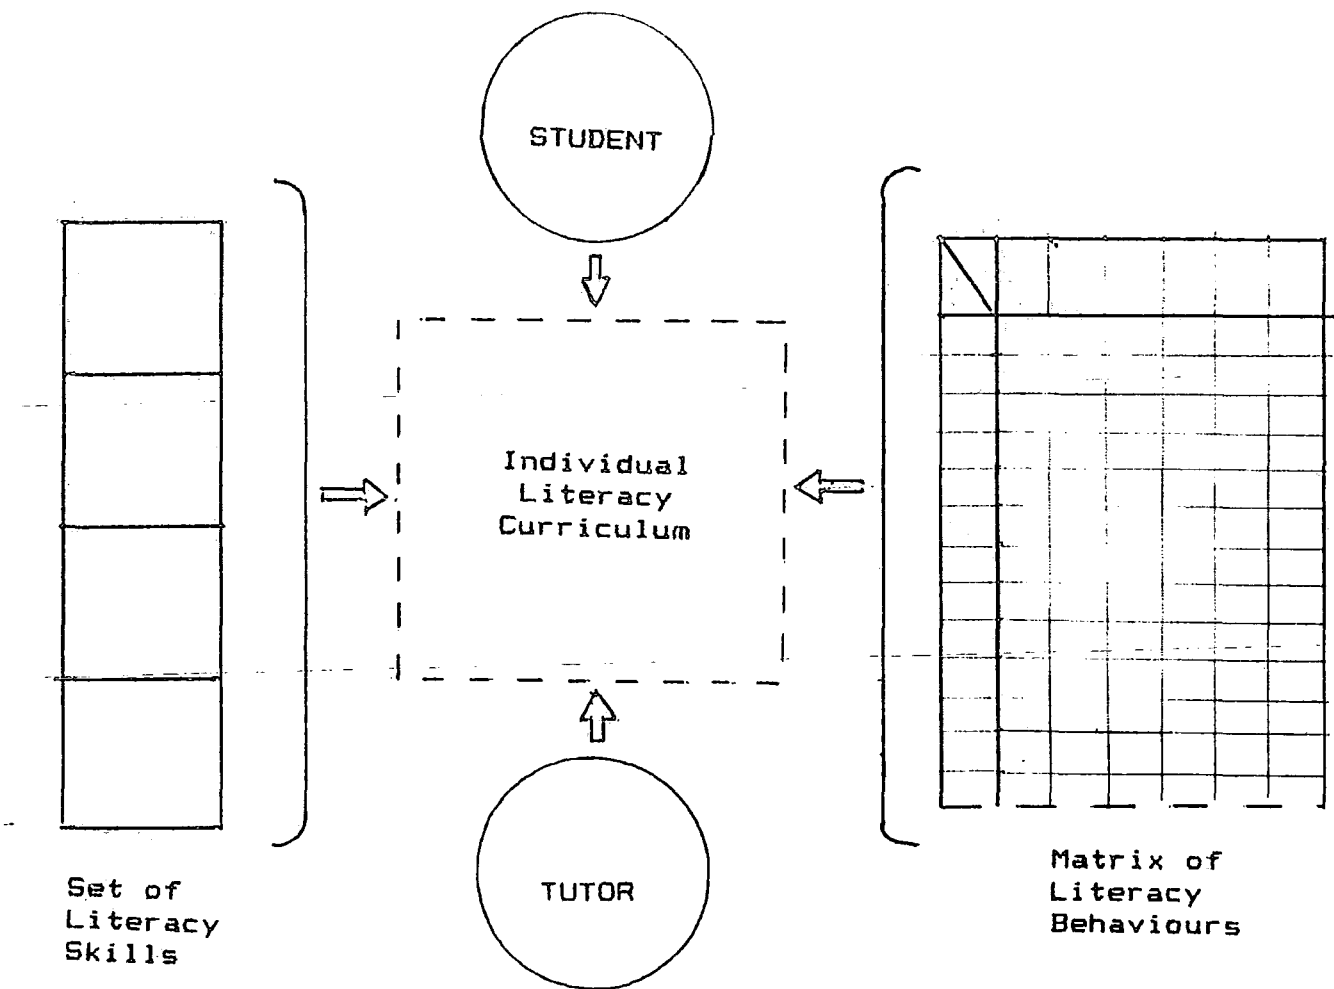 STUDENT
Individual
Literacy
Curriculum
TUTOR
Set of
Literacy
Skills
Matrix of
Literacy
Behaviours